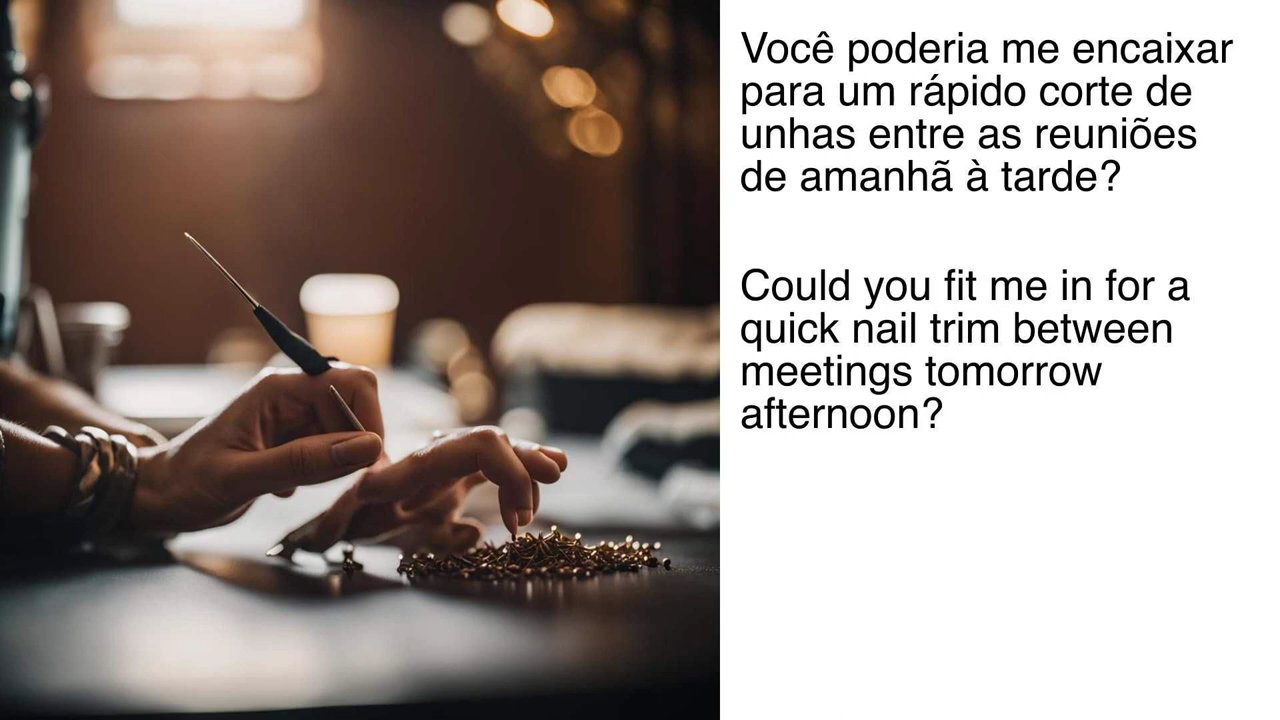 Você poderia me encaixar
para um rápido corte de
unhas entre as reuniões
de amanhã à tarde?
Could you fit me in for a
quick nail trim between
meetings tomorrow
afternoon?